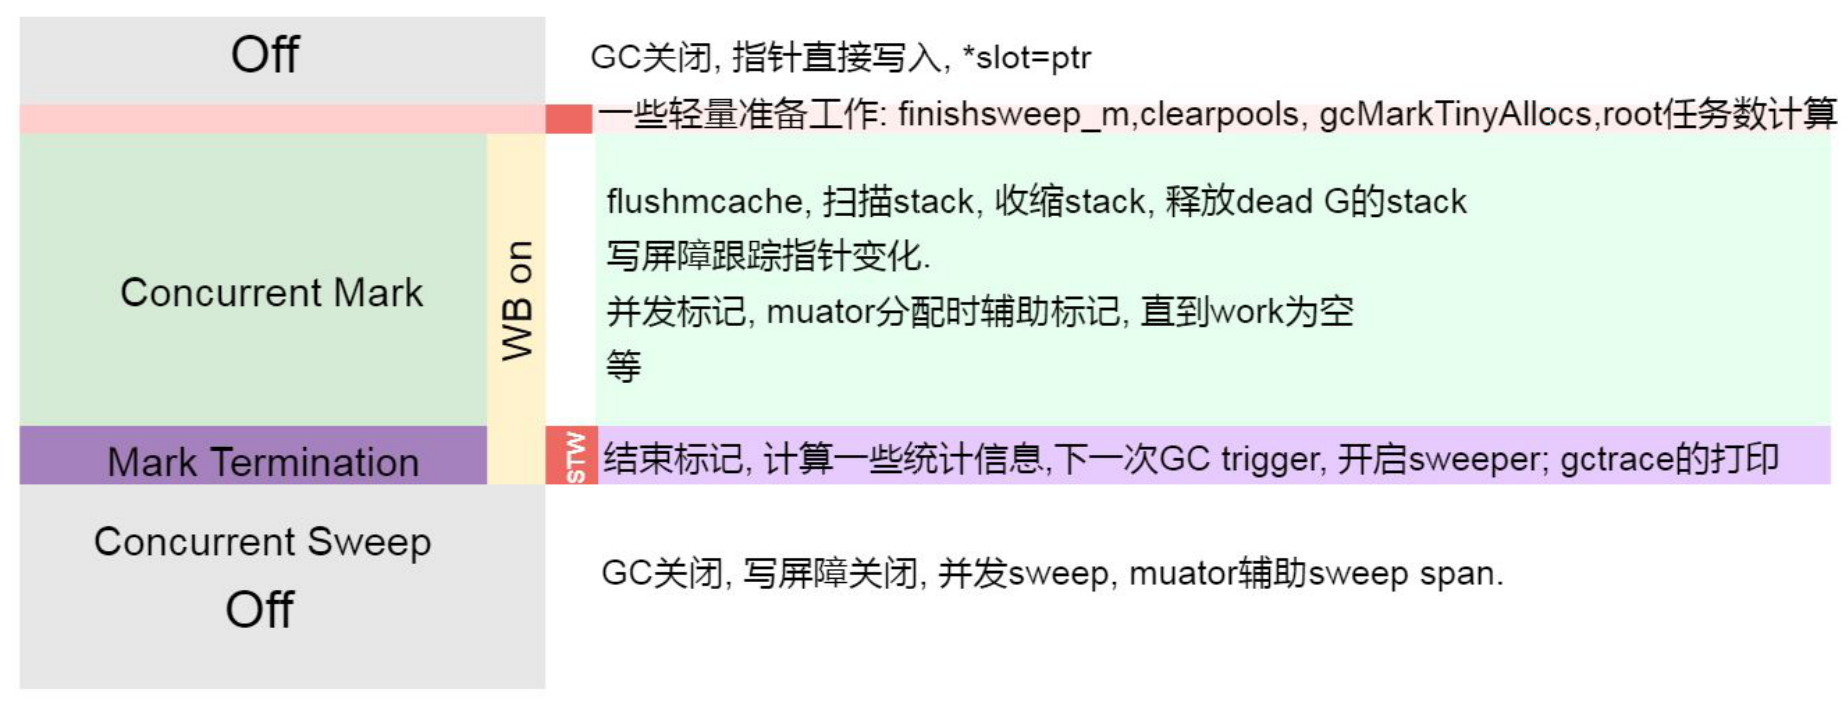 Off
GC关闭, 指针直接写入, *slot=ptr
一些轻量准备工作: finishsweep_m,clearpools, gcMarkTinyAllocs,root任务数计算
Concurrent Mark
WB on
flushmcache, 扫描stack, 收缩stack, 释放dead G的stack
写屏障跟踪指针变化.
并发标记, muator分配时辅助标记, 直到work为空
等
Mark Termination
STW
结束标记, 计算一些统计信息,下一次GC trigger, 开启sweeper; gctrace的打印
Concurrent Sweep
Off
GC关闭, 写屏障关闭, 并发sweep, muator辅助sweep span.